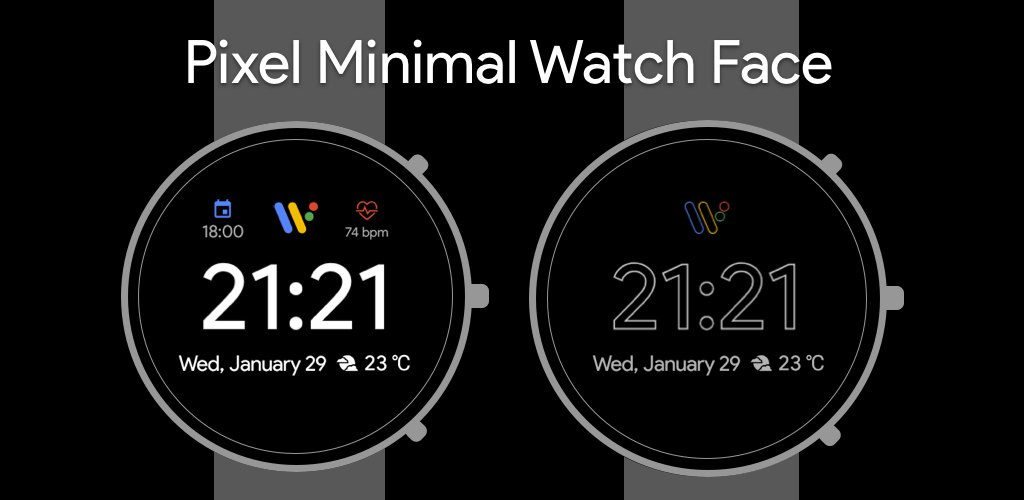 Pixel Minimal Watch Face
18:00
74 bpm
21:21
Wed, January 29 23 °C
21:21
Wed, January 29 23 °C